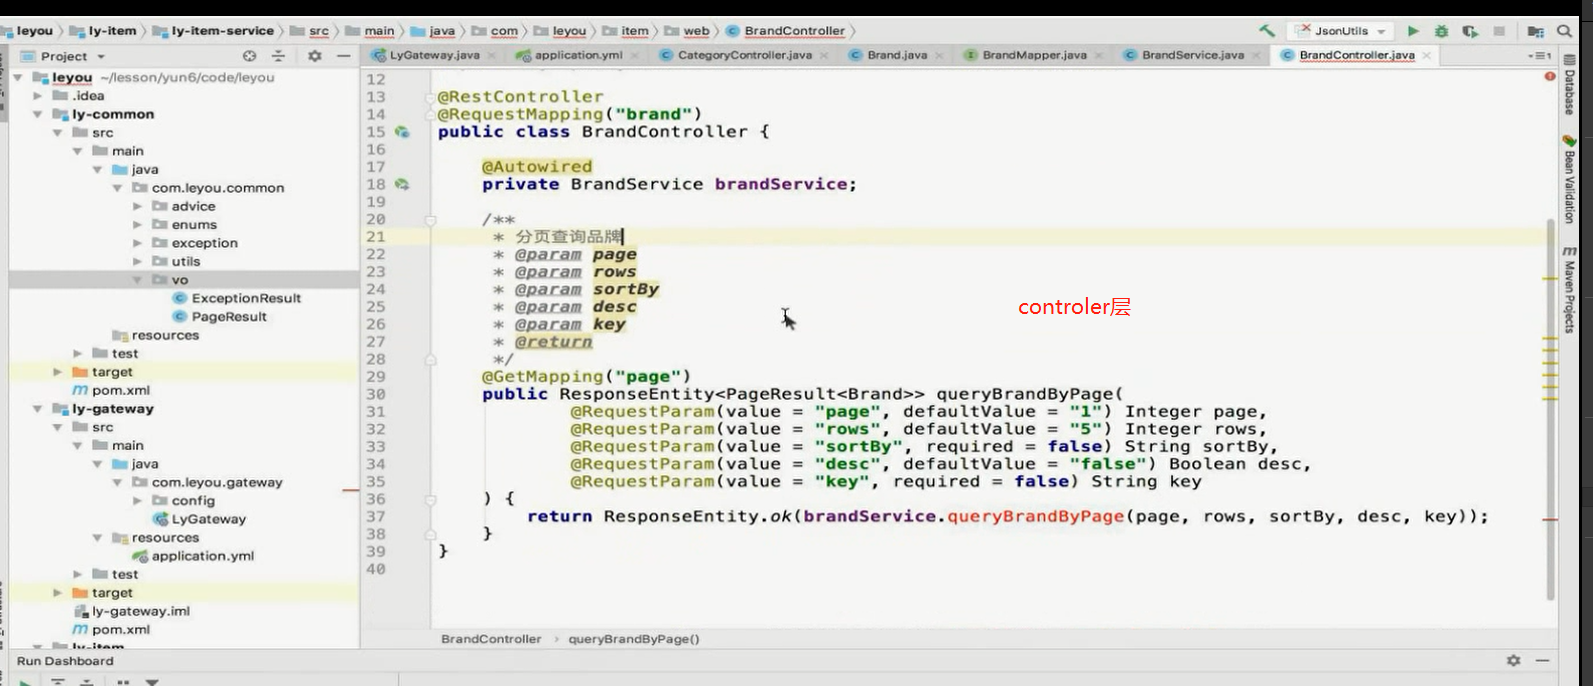 leyou ly-item ly-item-service src main java com leyou item web BrandController JsonUtils
Project LyGateway.java application.yml CategoryController.java Brand.java BrandMapper.java BrandService.java BrandController.java
leyou ~/lesson/yun6/code/leyou
.idea
ly-common
src
main
java
com.leyou.common
advice
enums
exception
utils
vo
ExceptionResult
PageResult
resources
test
target
pom.xml
ly-gateway
src
main
java
com.leyou.gateway
config
LyGateway
resources
application.yml
test
target
ly-gateway.iml
pom.xml
ly-item
12
13 @RestController
14 @RequestMapping("brand")
15 public class BrandController {
16
17 @Autowired
18 private BrandService brandService;
19
20 /**
21 * 分页查询品牌
22 * @param page
23 * @param rows
24 * @param sortBy
25 * @param desc
26 * @param key
27 * @return
28 */
29 @GetMapping("page")
30 public ResponseEntity<PageResult<Brand>> queryBrandByPage(
31 @RequestParam(value = "page", defaultValue = "1") Integer page,
32 @RequestParam(value = "rows", defaultValue = "5") Integer rows,
33 @RequestParam(value = "sortBy", required = false) String sortBy,
34 @RequestParam(value = "desc", defaultValue = "false") Boolean desc,
35 @RequestParam(value = "key", required = false) String key
36 ) {
37 return ResponseEntity.ok(brandService.queryBrandByPage(page, rows, sortBy, desc, key));
38 }
39 }
40
controler层
Database
Bean Validation
m Maven Projects
BrandController › queryBrandByPage()
Run Dashboard